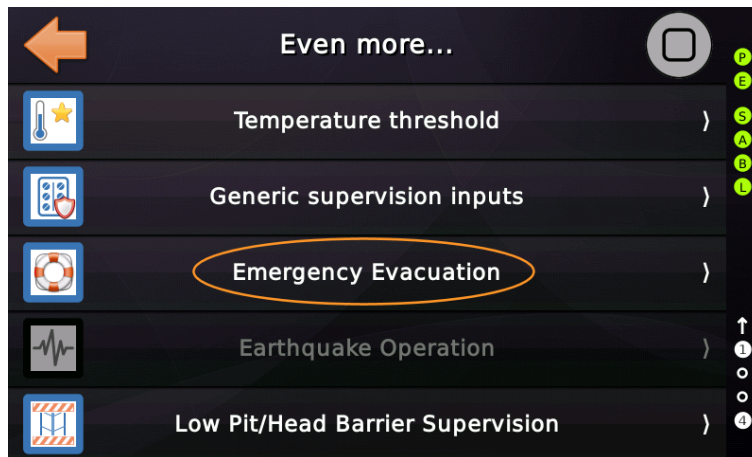 Even more...
Temperature threshold
Generic supervision inputs
Emergency Evacuation
Earthquake Operation
Low Pit/Head Barrier Supervision
P
E
S
A
B
L
1
4